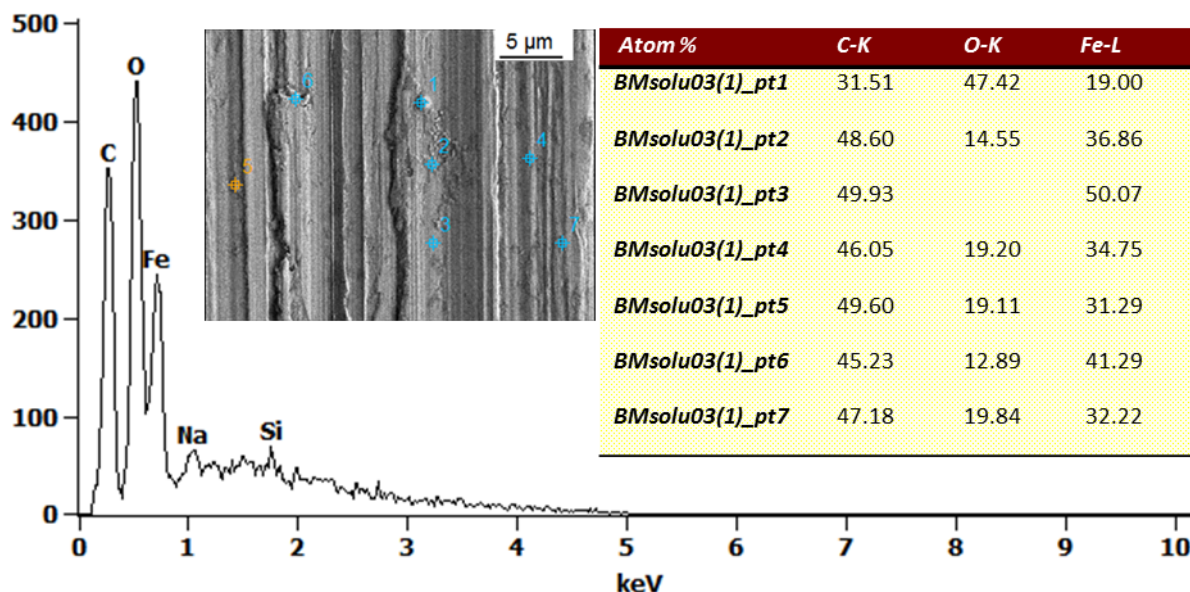 500
400
300
200
100
0
O
C
Fe
Na
Si
0 1 2 3 4 5 6 7 8 9 10
keV
5 µm
6
1
2
4
5
3
7
Atom % C-K O-K Fe-L
BMsolu03(1)_pt1 31.51 47.42 19.00
BMsolu03(1)_pt2 48.60 14.55 36.86
BMsolu03(1)_pt3 49.93 50.07
BMsolu03(1)_pt4 46.05 19.20 34.75
BMsolu03(1)_pt5 49.60 19.11 31.29
BMsolu03(1)_pt6 45.23 12.89 41.29
BMsolu03(1)_pt7 47.18 19.84 32.22